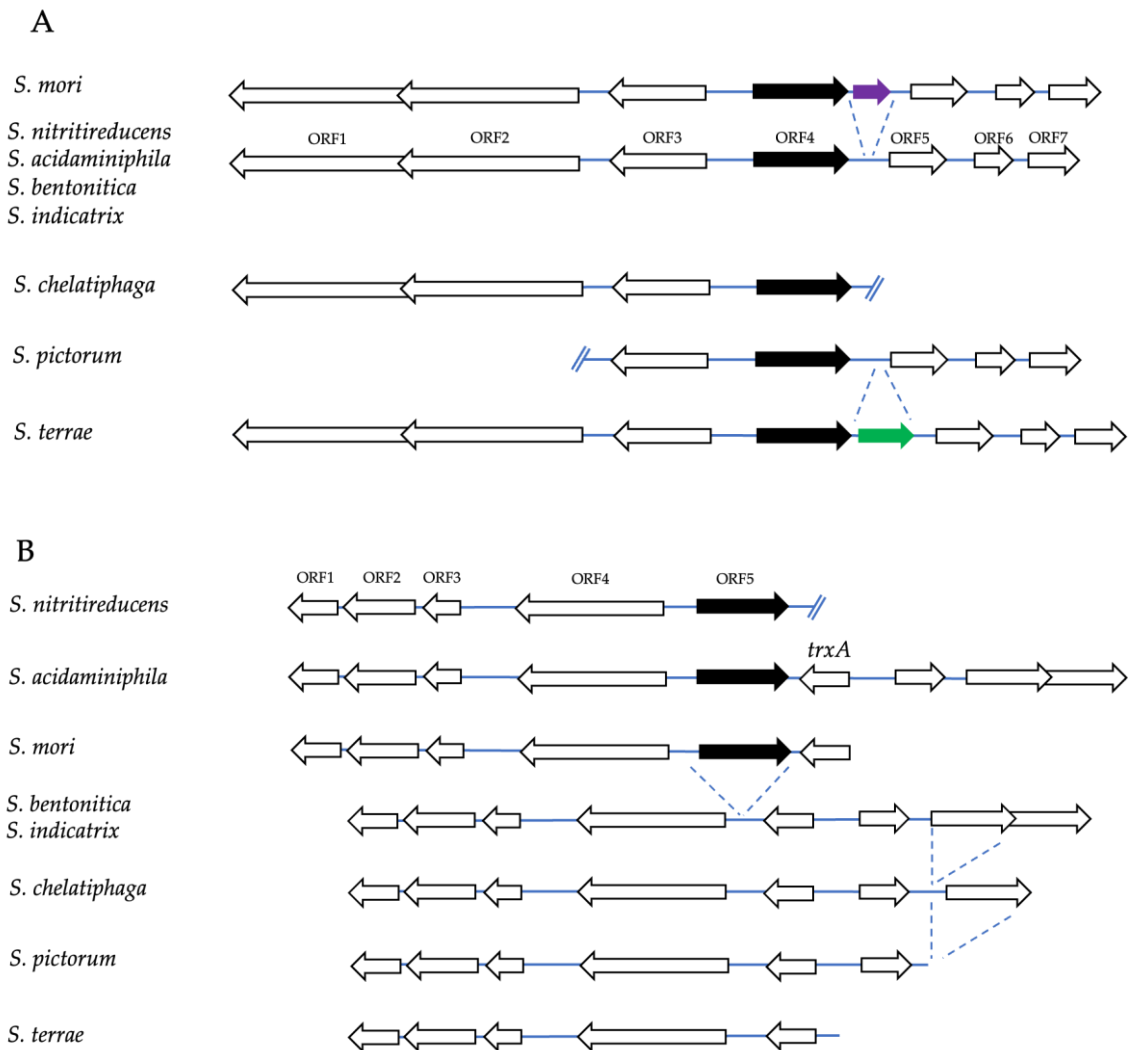 A
S. mori
S. nitritireducens
ORF1 ORF2 ORF3 ORF4 ORF5 ORF6 ORF7
S. acidaminiphila
S. bentonitica
S. indicatrix
S. chelatiphaga
S. pictorum
S. terrae
B
ORF1 ORF2 ORF3 ORF4 ORF5
S. nitritireducens
trxA
S. acidaminiphila
S. mori
S. bentonitica
S. indicatrix
S. chelatiphaga
S. pictorum
S. terrae